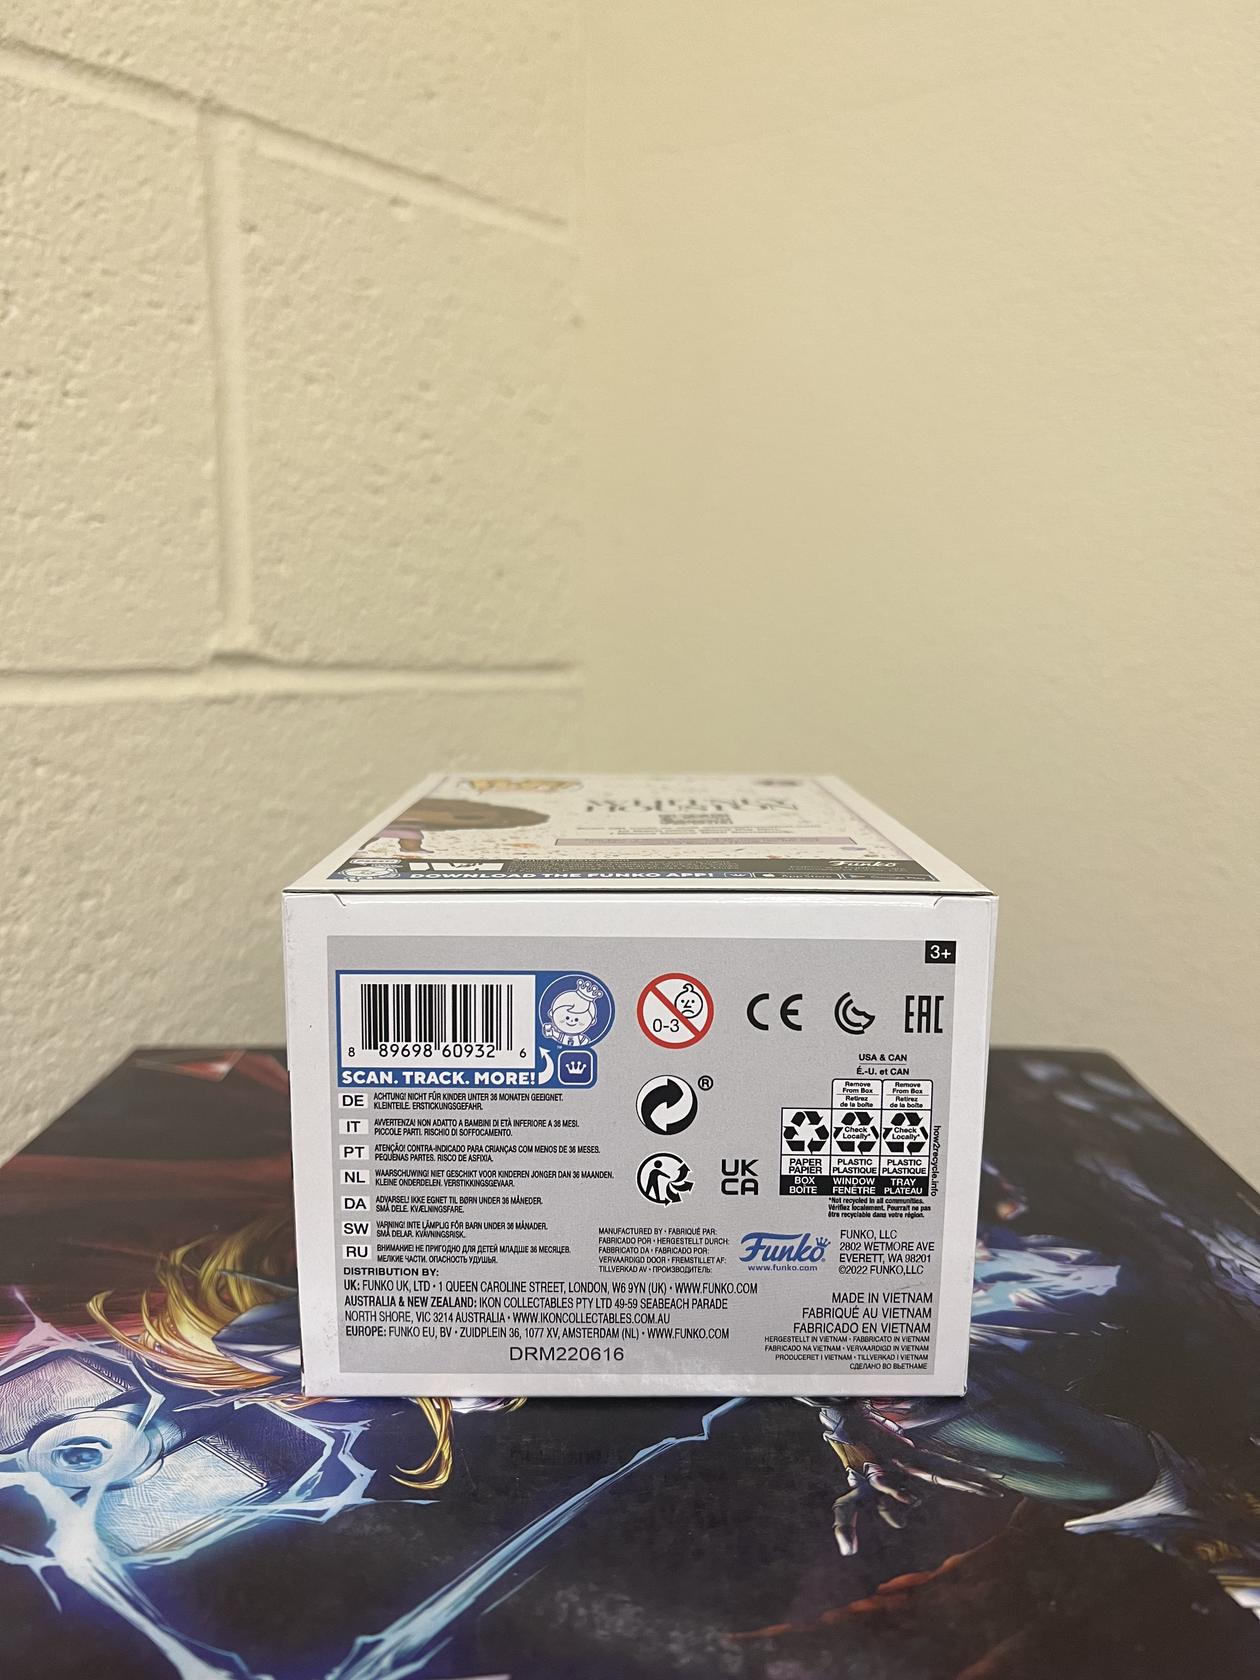 WHITNEY
HOUSTON
Funko
DOWNLOAD THE FUNKO APP!
3+
8 89698 60932 6
SCAN. TRACK. MORE!
0-3
CE
EAC
®
UK
CA
DE ACHTUNG! NICHT FÜR KINDER UNTER 36 MONATEN GEEIGNET.
KLEINTEILE. ERSTICKUNGSGEFAHR.
IT AVVERTENZA! NON ADATTO A BAMBINI DI ETÀ INFERIORE A 36 MESI.
PICCOLE PARTI. RISCHIO DI SOFFOCAMENTO.
PT ATENÇÃO! CONTRA-INDICADO PARA CRIANÇAS COM MENOS DE 36 MESES.
PEQUENAS PARTES. RISCO DE ASFIXIA.
NL WAARSCHUWING! NIET GESCHIKT VOOR KINDEREN JONGER DAN 36 MAANDEN.
KLEINE ONDERDELEN. VERSTIKKINGSGEVAAR.
DA ADVARSEL! IKKE EGNET TIL BØRN UNDER 36 MÅNEDER.
SMÅ DELE. KVÆLNINGSFARE.
SW VARNING! INTE LÄMPLIG FÖR BARN UNDER 36 MÅNADER.
SMÅ DELAR. KVÄVNINGSRISK.
RU ВНИМАНИЕ! НЕ ПРИГОДНО ДЛЯ ДЕТЕЙ МЛАДШЕ 36 МЕСЯЦЕВ.
МЕЛКИЕ ЧАСТИ. ОПАСНОСТЬ УДУШЬЯ.
USA & CAN
É.-U. et CAN
Remove From Box
Retirez de la boîte
Remove From Box
Retirez de la boîte
Check Locally*
Check Locally*
PAPER PAPIER
PLASTIC PLASTIQUE
PLASTIC PLASTIQUE
BOX BOÎTE
WINDOW FENÊTRE
TRAY PLATEAU
how2recycle.info
*Not recycled in all communities.
Vérifiez localement. Pourrait ne pas
être recyclable dans votre région.
MANUFACTURED BY • FABRIQUÉ PAR:
FABRICADO POR • HERGESTELLT DURCH:
FABBRICATO DA • FABRICADO POR:
VERVAARDIGD DOOR • FREMSTILLET AF:
TILLVERKAD AV • ПРОИЗВОДИТЕЛЬ:
Funko
www.funko.com
FUNKO, LLC
2802 WETMORE AVE
EVERETT, WA 98201
©2022 FUNKO,LLC
DISTRIBUTION BY:
UK: FUNKO UK, LTD • 1 QUEEN CAROLINE STREET, LONDON, W6 9YN (UK) • WWW.FUNKO.COM
AUSTRALIA & NEW ZEALAND: IKON COLLECTABLES PTY LTD 49-59 SEABEACH PARADE
NORTH SHORE, VIC 3214 AUSTRALIA • WWW.IKONCOLLECTABLES.COM.AU
EUROPE: FUNKO EU, BV • ZUIDPLEIN 36, 1077 XV, AMSTERDAM (NL) • WWW.FUNKO.COM
DRM220616
MADE IN VIETNAM
FABRIQUÉ AU VIETNAM
FABRICADO EN VIETNAM
HERGESTELLT IN VIETNAM • FABBRICATO IN VIETNAM
FABRICADO NA VIETNAM • VERVAARDIGD IN VIETNAM
PRODUCERET I VIETNAM • TILLVERKAD I VIETNAM
СДЕЛАНО ВО ВЬЕТНАМЕ